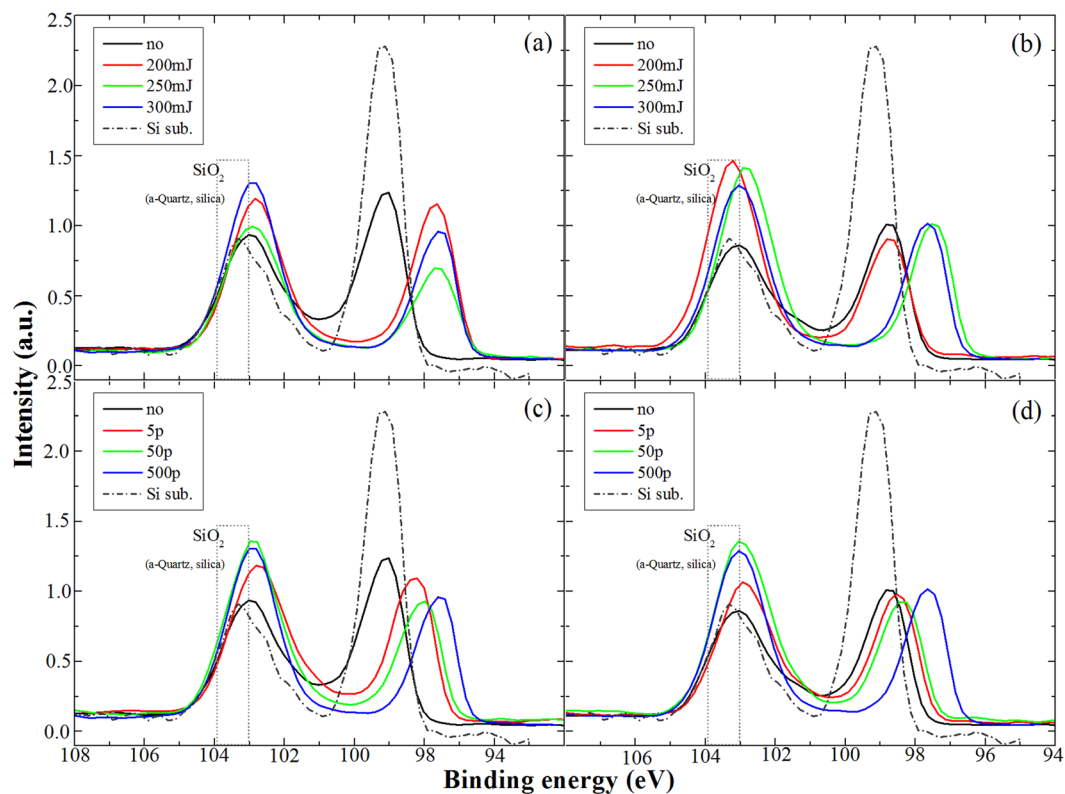 2.5
2.0
1.5
1.0
0.5
0.0
no
200mJ
250mJ
300mJ
Si sub.
(a)
SiO2
(a-Quartz, silica)
no
200mJ
250mJ
300mJ
Si sub.
(b)
SiO2
(a-Quartz, silica)
2.5
2.0
1.5
1.0
0.5
0.0
no
5p
50p
500p
Si sub.
(c)
SiO2
(a-Quartz, silica)
no
5p
50p
500p
Si sub.
(d)
SiO2
(a-Quartz, silica)
Intensity (a.u.)
108 106 104 102 100 98 96 94
106 104 102 100 98 96 94
Binding energy (eV)